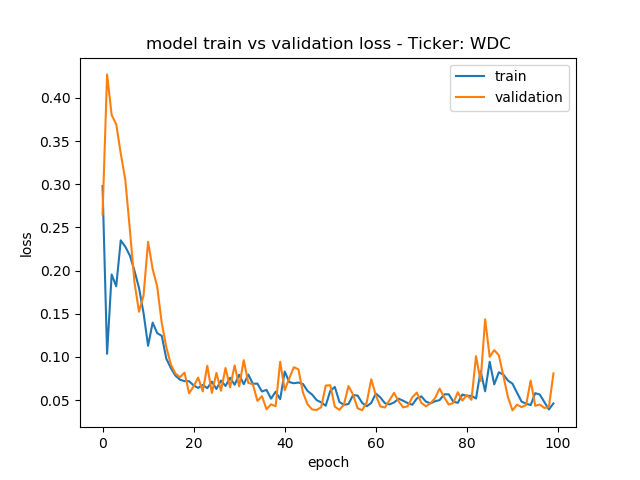 model train vs validation loss - Ticker: WDC
train
validation
loss
0.40
0.35
0.30
0.25
0.20
0.15
0.10
0.05
0 20 40 60 80 100
epoch